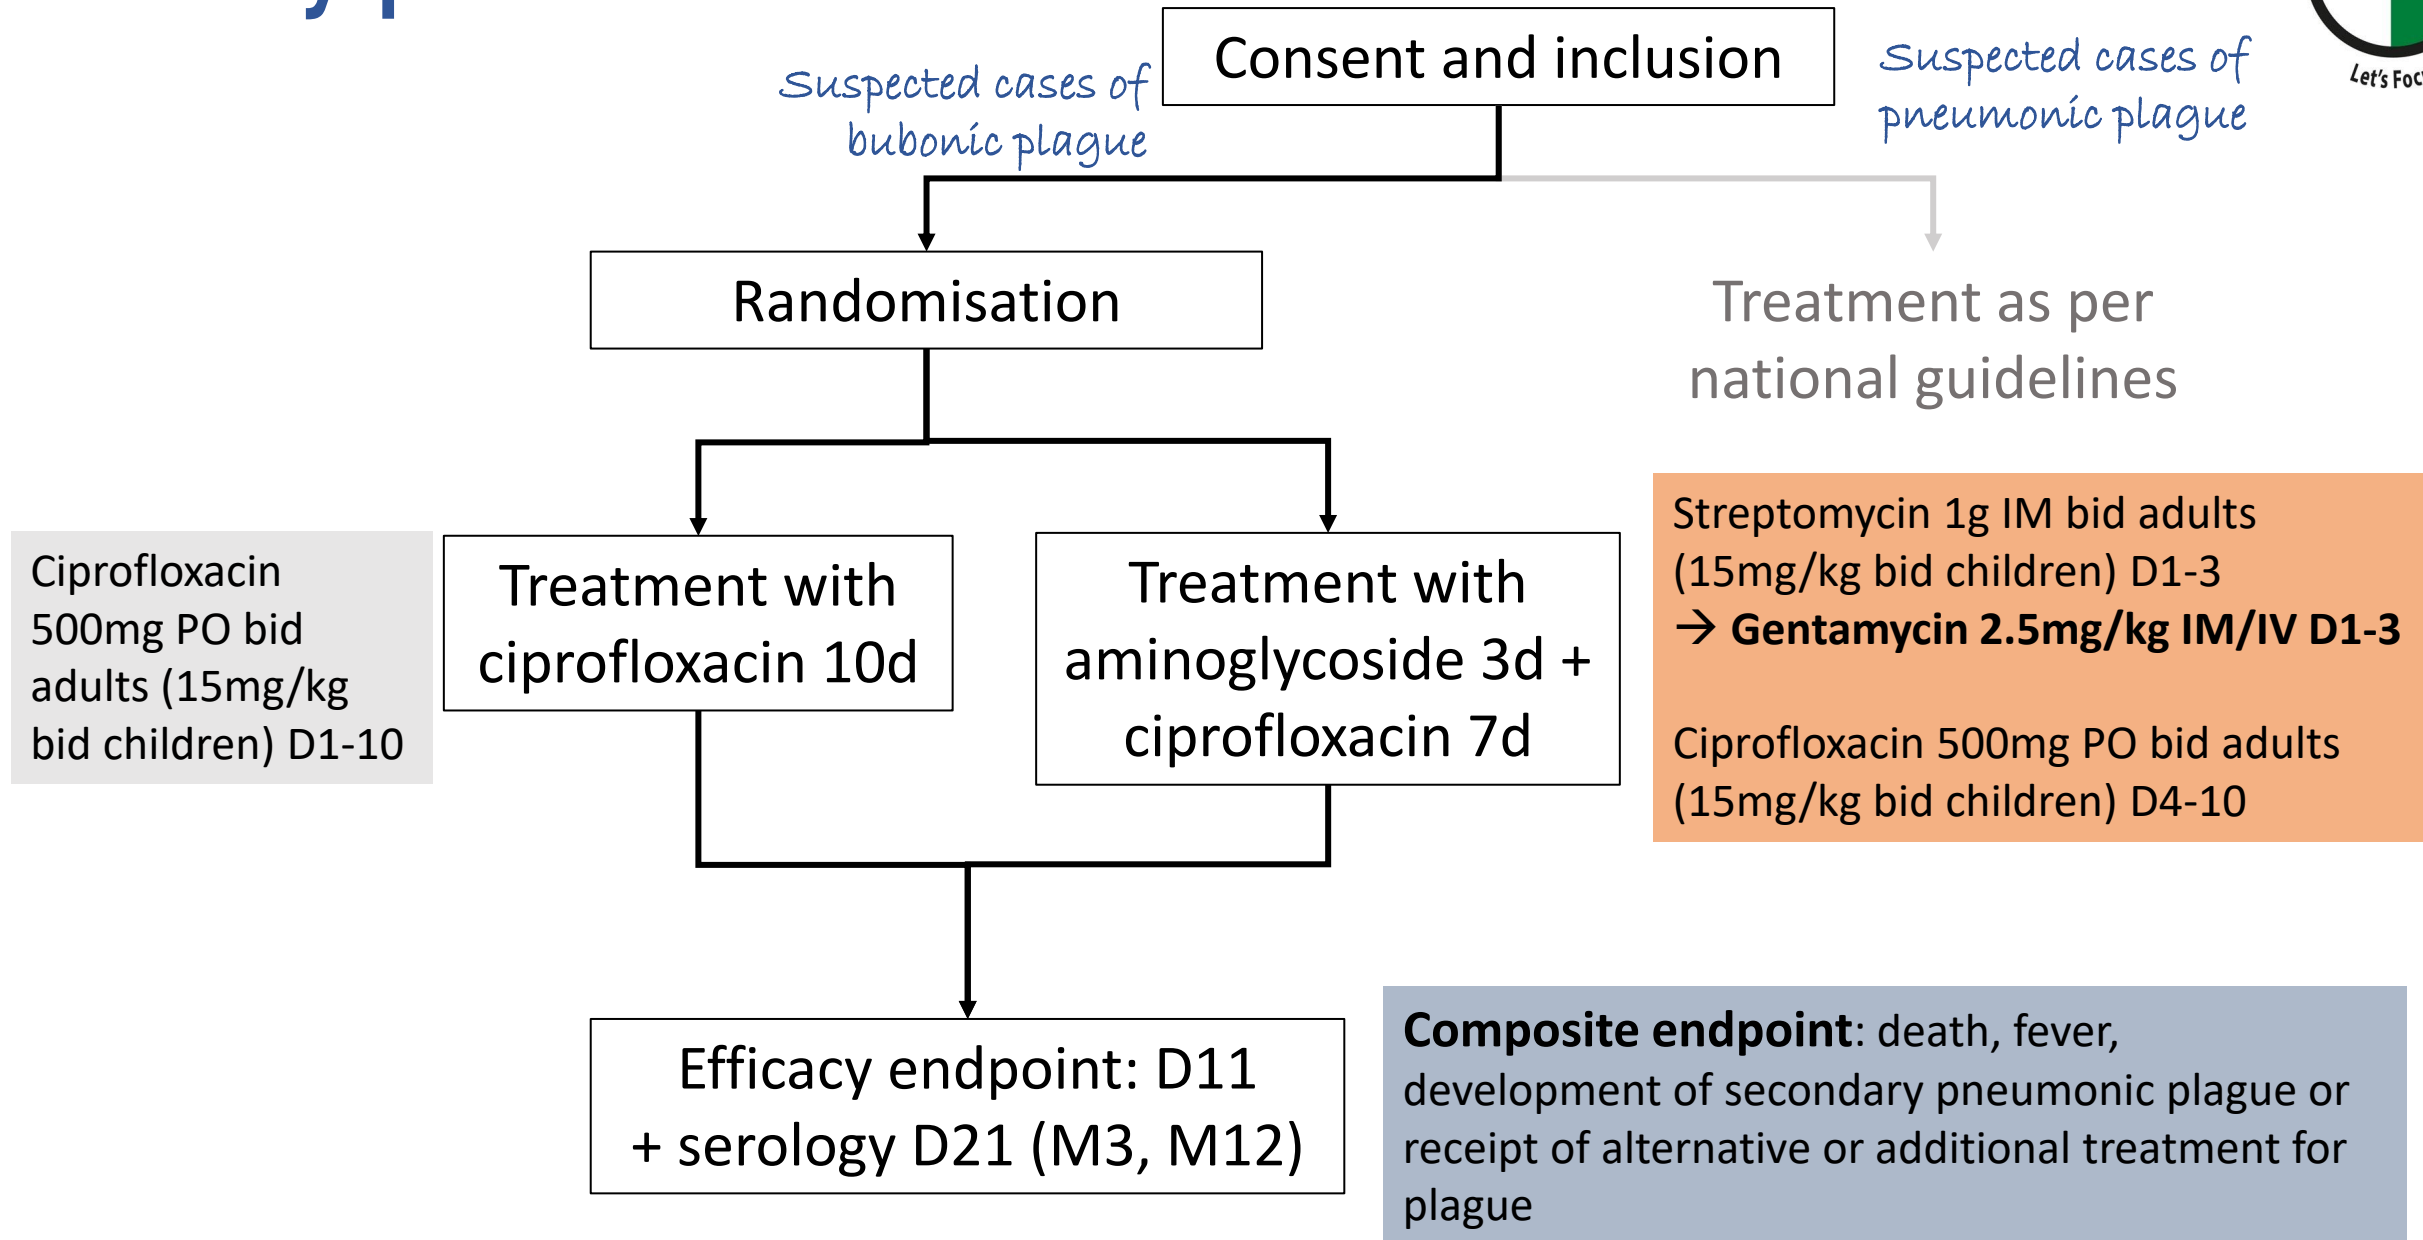 Consent and inclusion
Suspected cases of
bubonic plague
Suspected cases of
pneumonic plague
Let's
Randomisation
Treatment as per
national guidelines
Ciprofloxacin
500mg PO bid
adults (15mg/kg
bid children) D1-10
Treatment with
ciprofloxacin 10d
Treatment with
aminoglycoside 3d +
ciprofloxacin 7d
Streptomycin 1g IM bid adults
(15mg/kg bid children) D1-3
→ Gentamycin 2.5mg/kg IM/IV D1-3
Ciprofloxacin 500mg PO bid adults
(15mg/kg bid children) D4-10
Efficacy endpoint: D11
+ serology D21 (M3, M12)
Composite endpoint: death, fever,
development of secondary pneumonic plague or
receipt of alternative or additional treatment for
plague